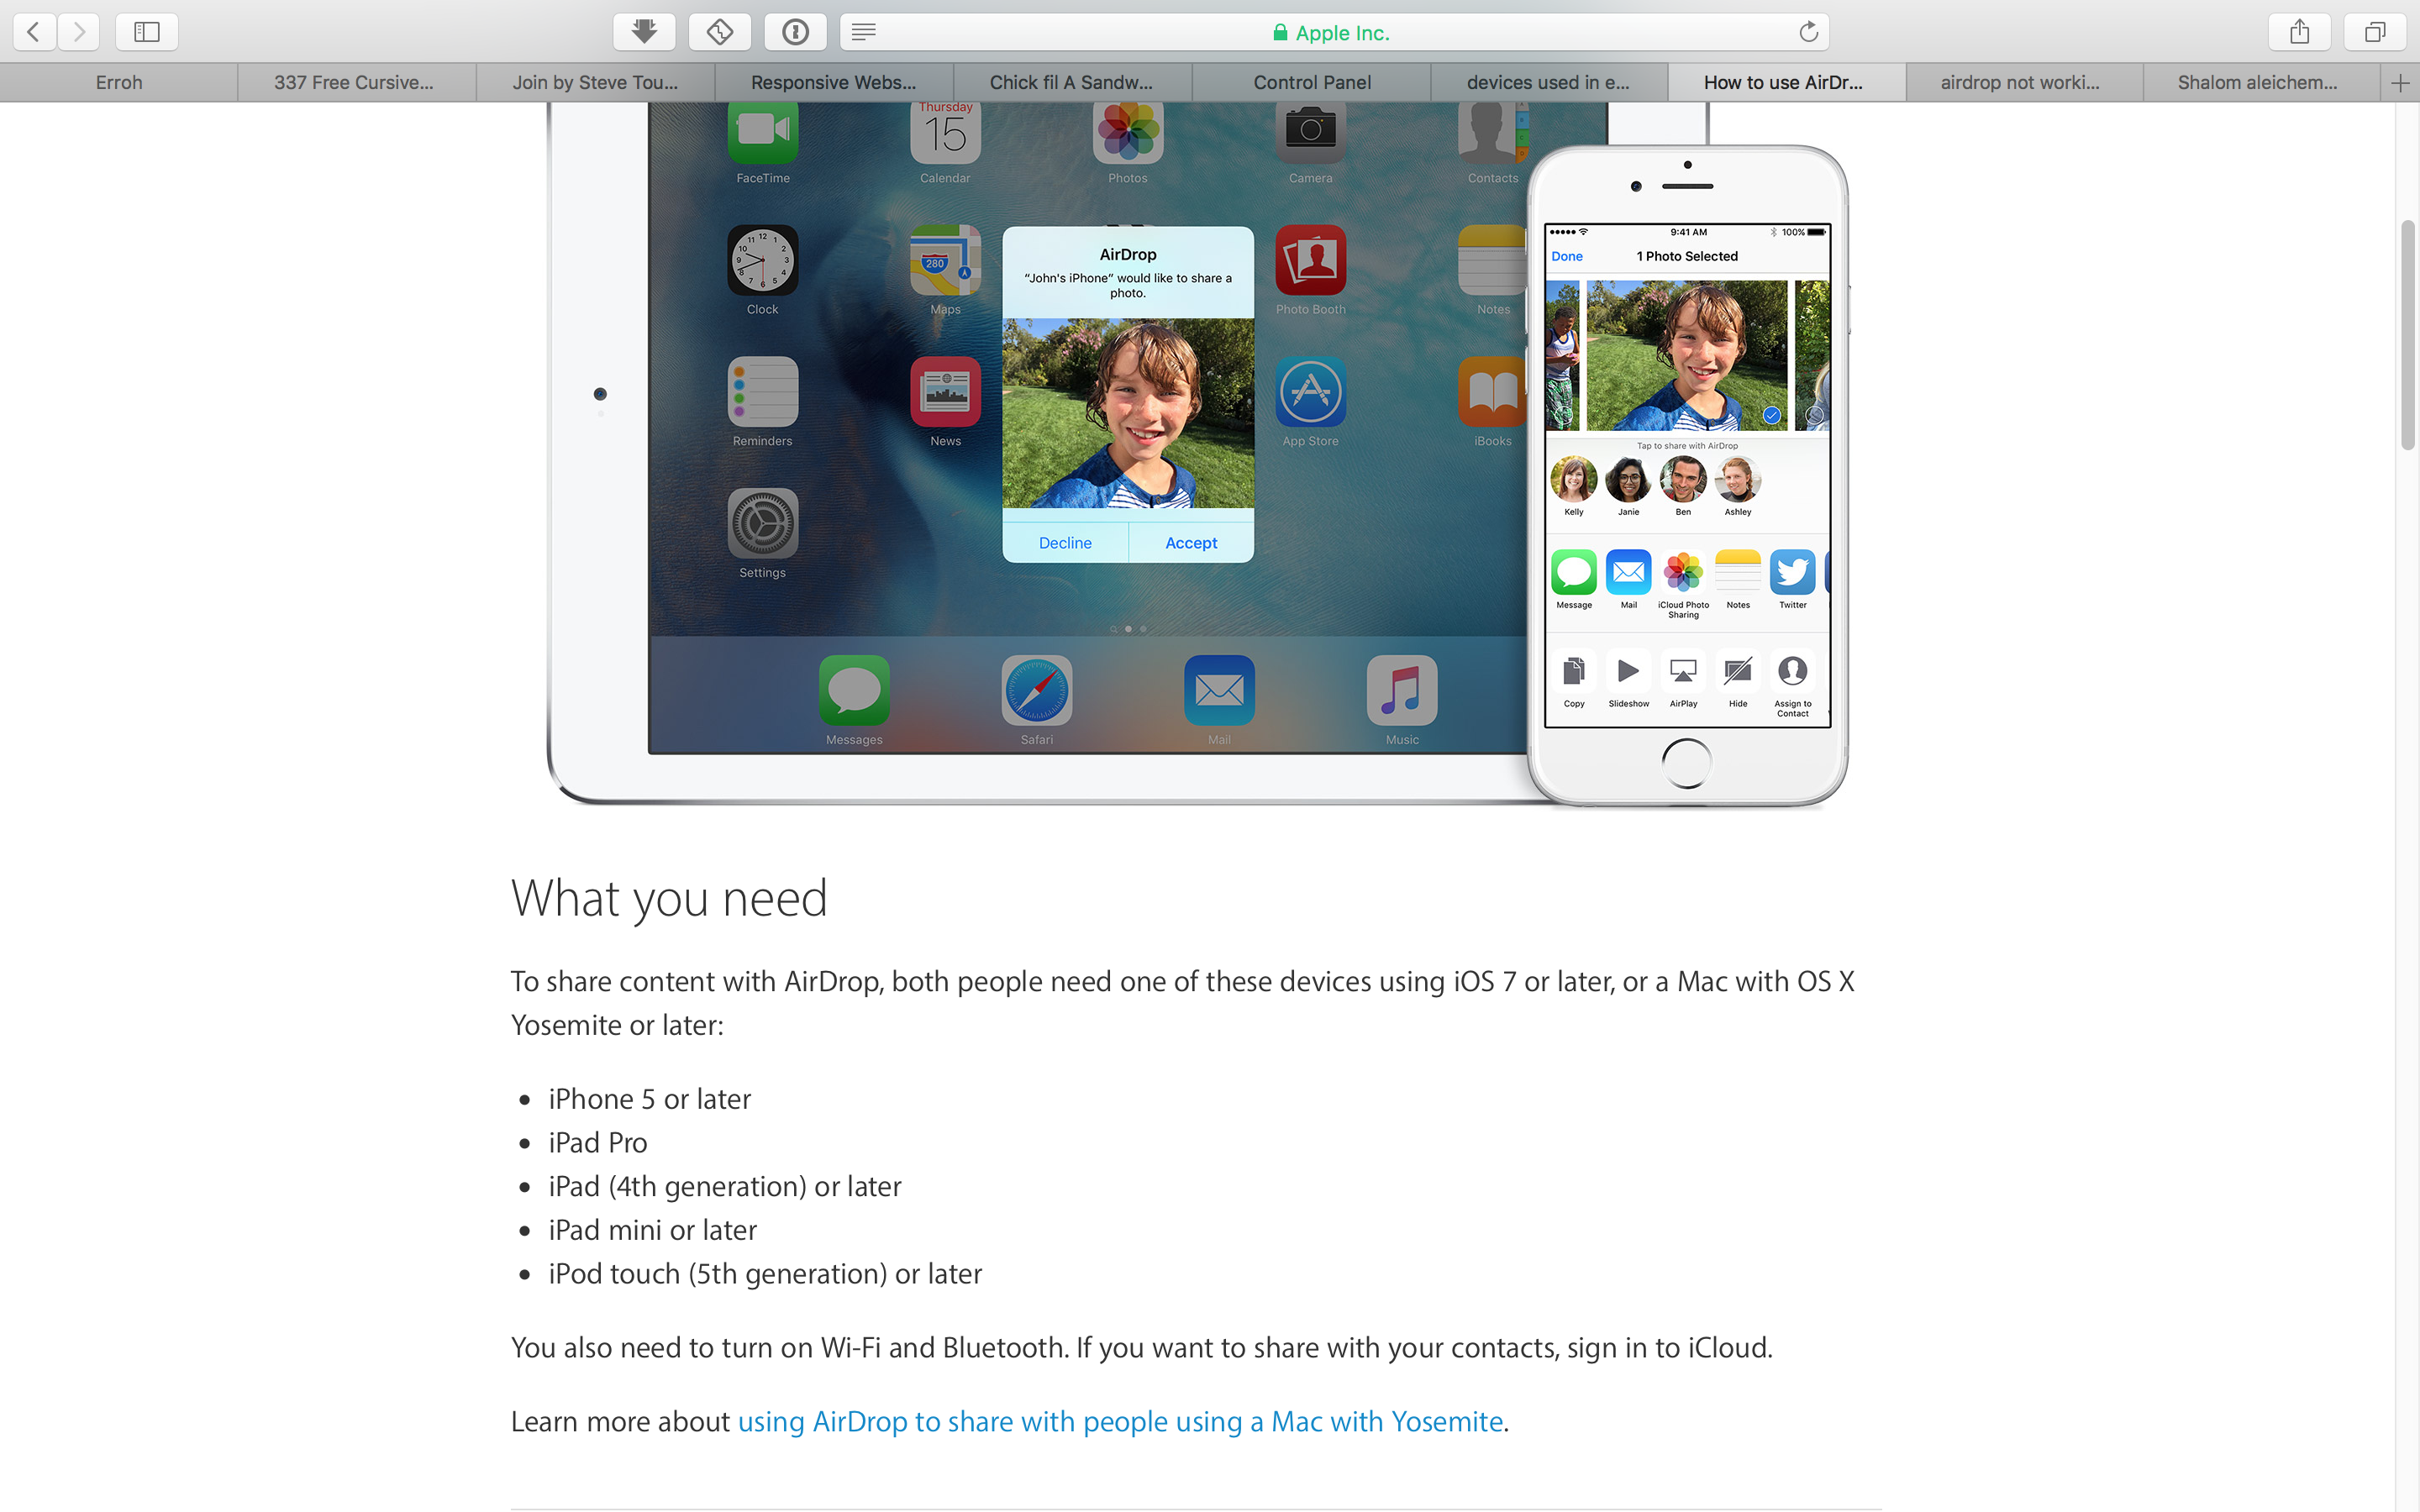 Apple Inc.
Erroh
337 Free Cursive...
Join by Steve Tou...
Responsive Webs...
Chick fil A Sandw...
Control Panel
devices used in e...
How to use AirDr...
airdrop not worki...
Shalom aleichem...
Thursday
15
FaceTime
Calendar
Photos
Camera
Contacts
280
Clock
Maps
Photo Booth
Notes
Reminders
News
App Store
iBooks
Settings
AirDrop
“John's iPhone” would like to share a
photo.
Decline
Accept
Messages
Safari
Mail
Music
9:41 AM
100%
Done
1 Photo Selected
Tap to share with AirDrop
Kelly
Janie
Ben
Ashley
Message
Mail
iCloud Photo
Sharing
Notes
Twitter
Copy
Slideshow
AirPlay
Hide
Assign to
Contact
What you need
To share content with AirDrop, both people need one of these devices using iOS 7 or later, or a Mac with OS X
Yosemite or later:
• iPhone 5 or later
• iPad Pro
• iPad (4th generation) or later
• iPad mini or later
• iPod touch (5th generation) or later
You also need to turn on Wi-Fi and Bluetooth. If you want to share with your contacts, sign in to iCloud.
Learn more about using AirDrop to share with people using a Mac with Yosemite.